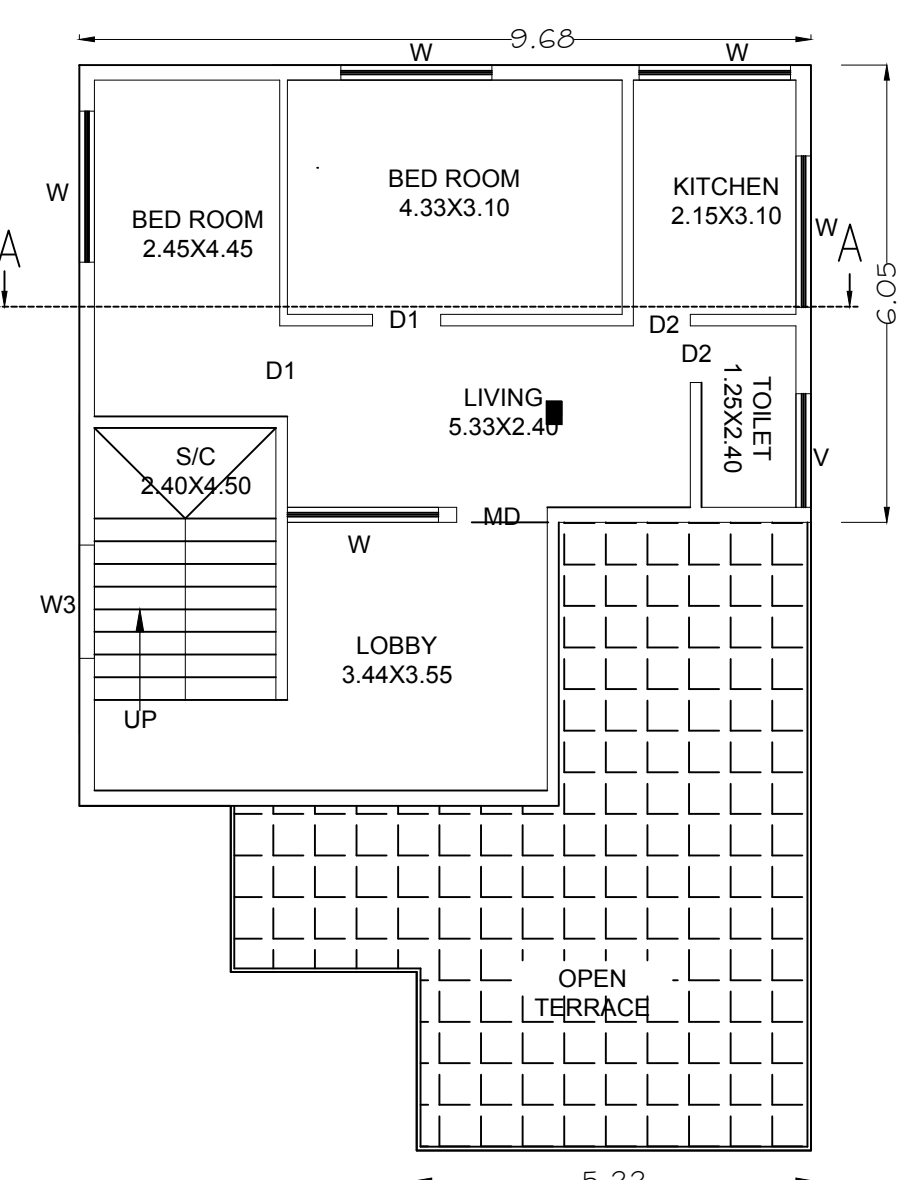 9.68
W
W
BED ROOM
4.33X3.10
KITCHEN
2.15X3.10
W
BED ROOM
2.45X4.45
W
A
A
6.05
D1
D2
D2
D1
LIVING
5.33X2.40
TOILET
1.25X2.40
S/C
2.40X4.50
V
MD
W
W3
LOBBY
3.44X3.55
UP
OPEN
TERRACE
5.22